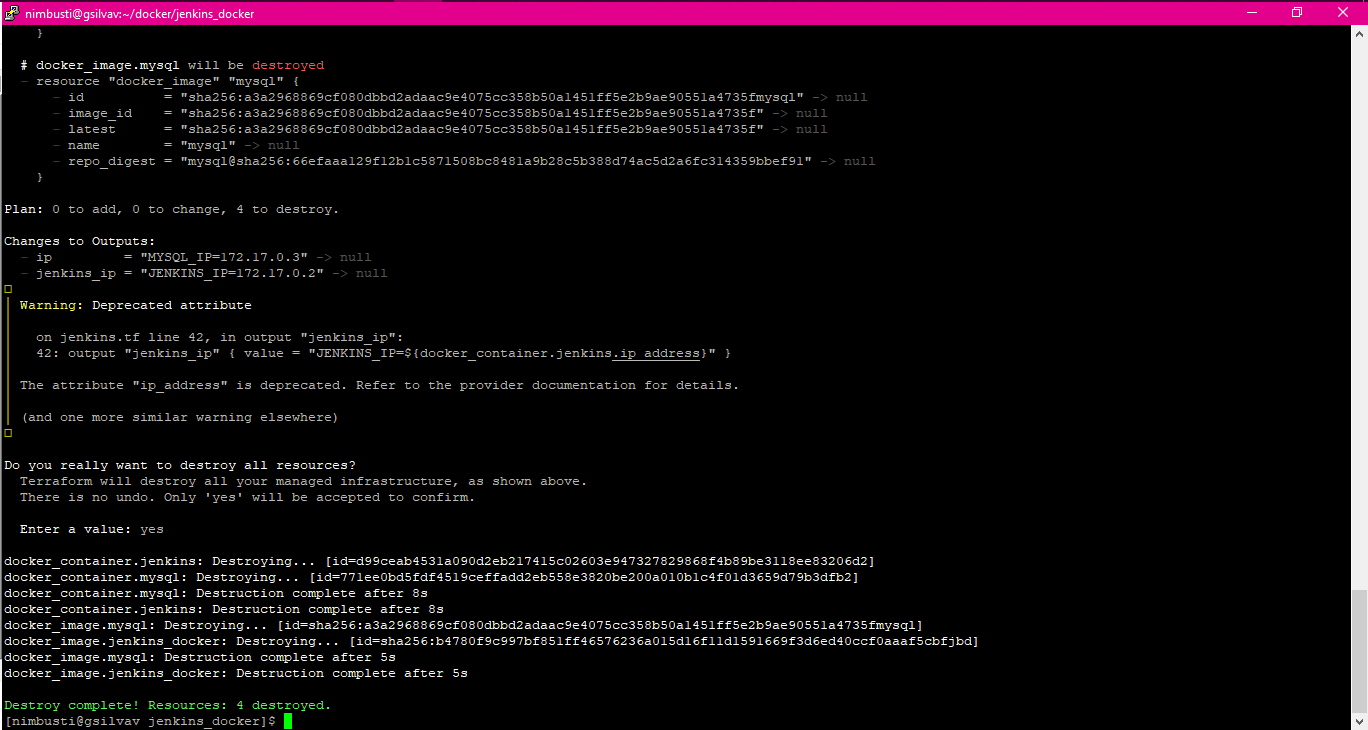 nimbusti@gsilvav:~/docker/jenkins_docker
}
# docker_image.mysql will be destroyed
- resource "docker_image" "mysql" {
- id = "sha256:a3a2968869cf080dbbd2adaac9e4075cc358b50a1451ff5e2b9ae90551a4735fmysql" -> null
- image_id = "sha256:a3a2968869cf080dbbd2adaac9e4075cc358b50a1451ff5e2b9ae90551a4735f" -> null
- latest = "sha256:a3a2968869cf080dbbd2adaac9e4075cc358b50a1451ff5e2b9ae90551a4735f" -> null
- name = "mysql" -> null
- repo_digest = "mysql@sha256:66efaaa129f12b1c5871508bc8481a9b28c5b388d74ac5d2a6fc314359bbef91" -> null
}
Plan: 0 to add, 0 to change, 4 to destroy.
Changes to Outputs:
- ip = "MYSQL_IP=172.17.0.3" -> null
- jenkins_ip = "JENKINS_IP=172.17.0.2" -> null
Warning: Deprecated attribute
on jenkins.tf line 42, in output "jenkins_ip":
42: output "jenkins_ip" { value = "JENKINS_IP=${docker_container.jenkins.ip_address}" }
The attribute "ip_address" is deprecated. Refer to the provider documentation for details.
(and one more similar warning elsewhere)
Do you really want to destroy all resources?
Terraform will destroy all your managed infrastructure, as shown above.
There is no undo. Only 'yes' will be accepted to confirm.
Enter a value: yes
docker_container.jenkins: Destroying... [id=d99ceab4531a090d2eb217415c02603e947327829868f4b89be3118ee83206d2]
docker_container.mysql: Destroying... [id=771ee0bd5fdf4519ceffadd2eb558e3820be200a010b1c4f01d3659d79b3dfb2]
docker_container.mysql: Destruction complete after 8s
docker_container.jenkins: Destruction complete after 8s
docker_image.mysql: Destroying... [id=sha256:a3a2968869cf080dbbd2adaac9e4075cc358b50a1451ff5e2b9ae90551a4735fmysql]
docker_image.jenkins_docker: Destroying... [id=sha256:b4780f9c997bf851ff46576236a015d16f11d1591669f3d6ed40ccf0aaaf5cbfjbd]
docker_image.mysql: Destruction complete after 5s
docker_image.jenkins_docker: Destruction complete after 5s
Destroy complete! Resources: 4 destroyed.
[nimbusti@gsilvav jenkins_docker]$